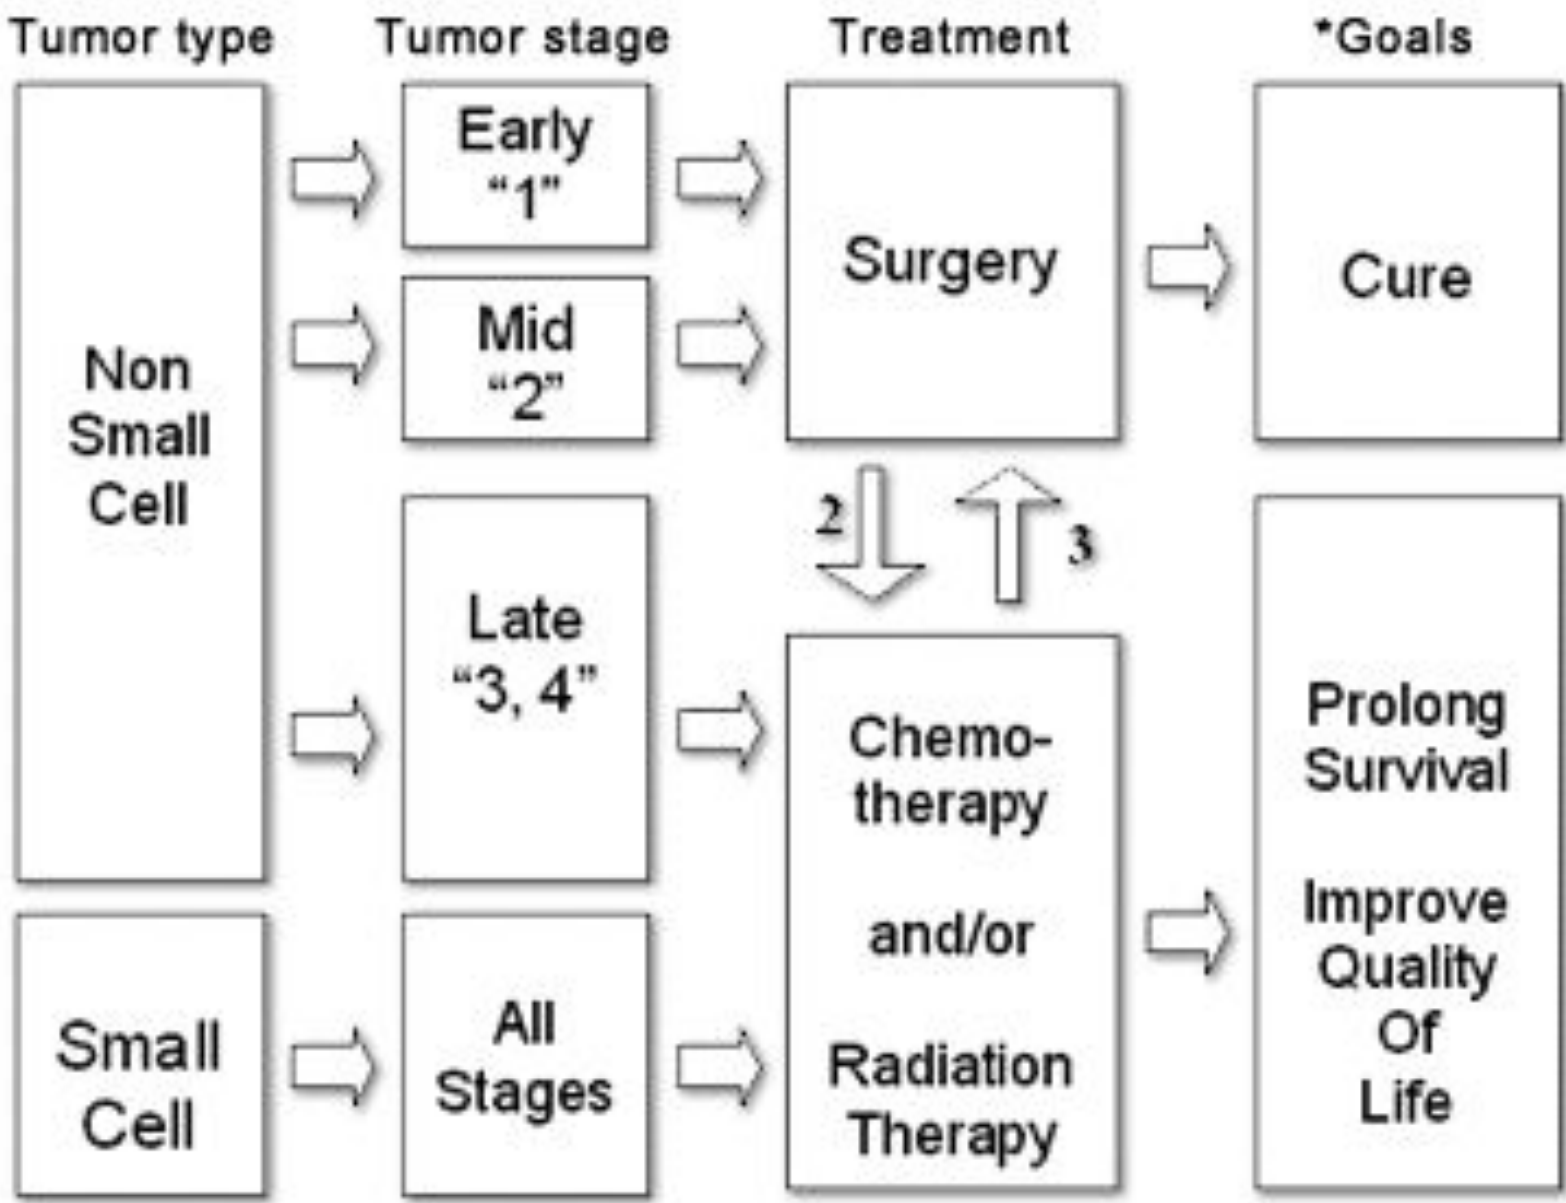 Tumor type
Tumor stage
Treatment
*Goals
Non
Small
Cell
Early
“1”
Mid
“2”
Late
“3, 4”
Surgery
Cure
2
3
Small
Cell
All
Stages
Chemo-
therapy
and/or
Radiation
Therapy
Prolong
Survival
Improve
Quality
Of
Life